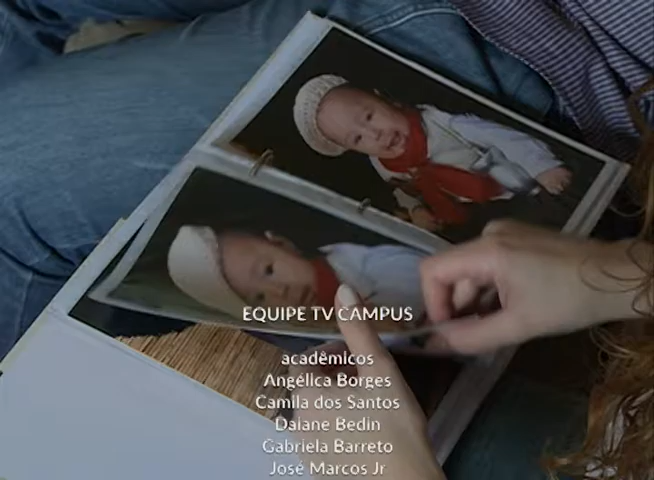 EQUIPE TV CAMPUS
acadêmicos
Angélica Borges
Camila dos Santos
Daiane Bedin
Gabriela Barreto
José Marcos Jr